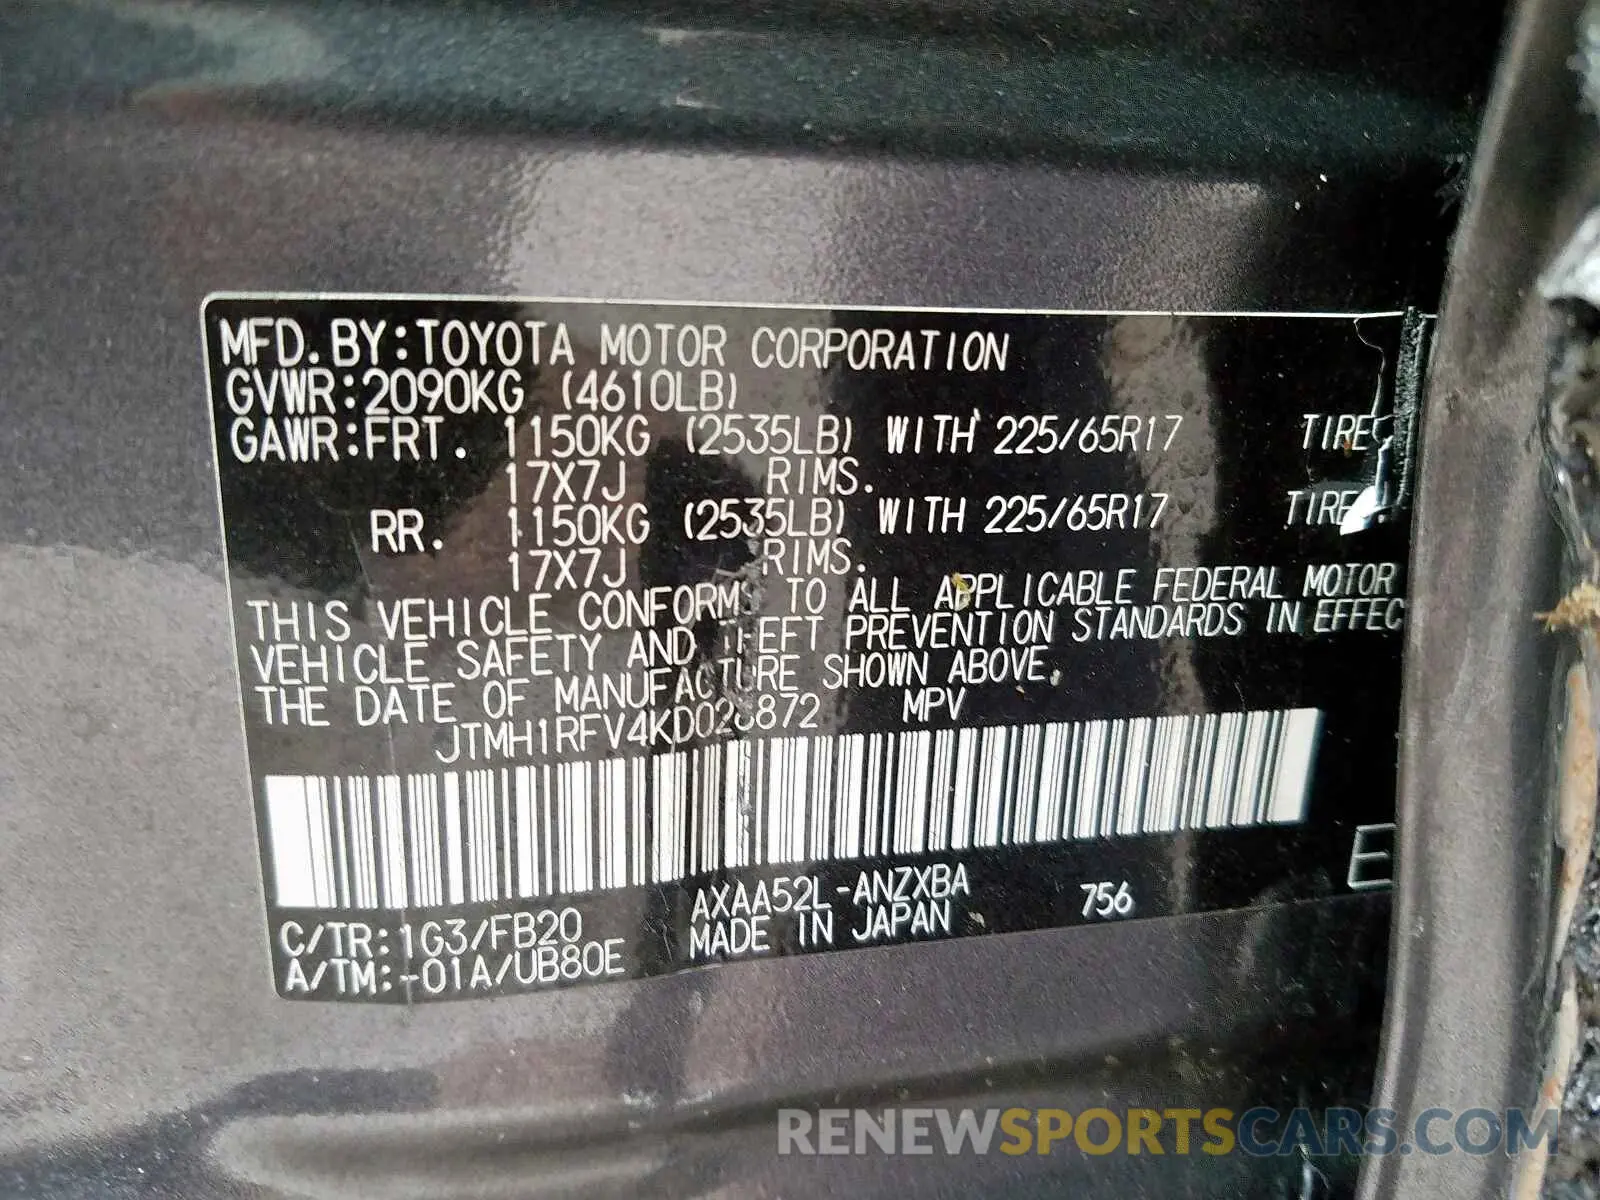 MFD. BY:TOYOTA MOTOR CORPORATION
GVWR:2090KG (4610LB)
GAWR:FRT. 1150KG (2535LB) WITH 225/65R17 TIRES
17X7J RIMS.
RR. 1150KG (2535LB) WITH 225/65R17
17X7J RIMS.
THIS VEHICLE CONFORMS TO ALL APPLICABLE FEDERAL MOTOR
VEHICLE SAFETY AND THEFT PREVENTION STANDARDS IN EFFEC
THE DATE OF MANUFACTURE SHOWN ABOVE.
MPV
AXAA52L-ANZXBA 756 E
C/TR:1G3/FB20 MADE IN JAPAN
A/TM:-01A/UB80E
RENEWSPORTSCARS.COM